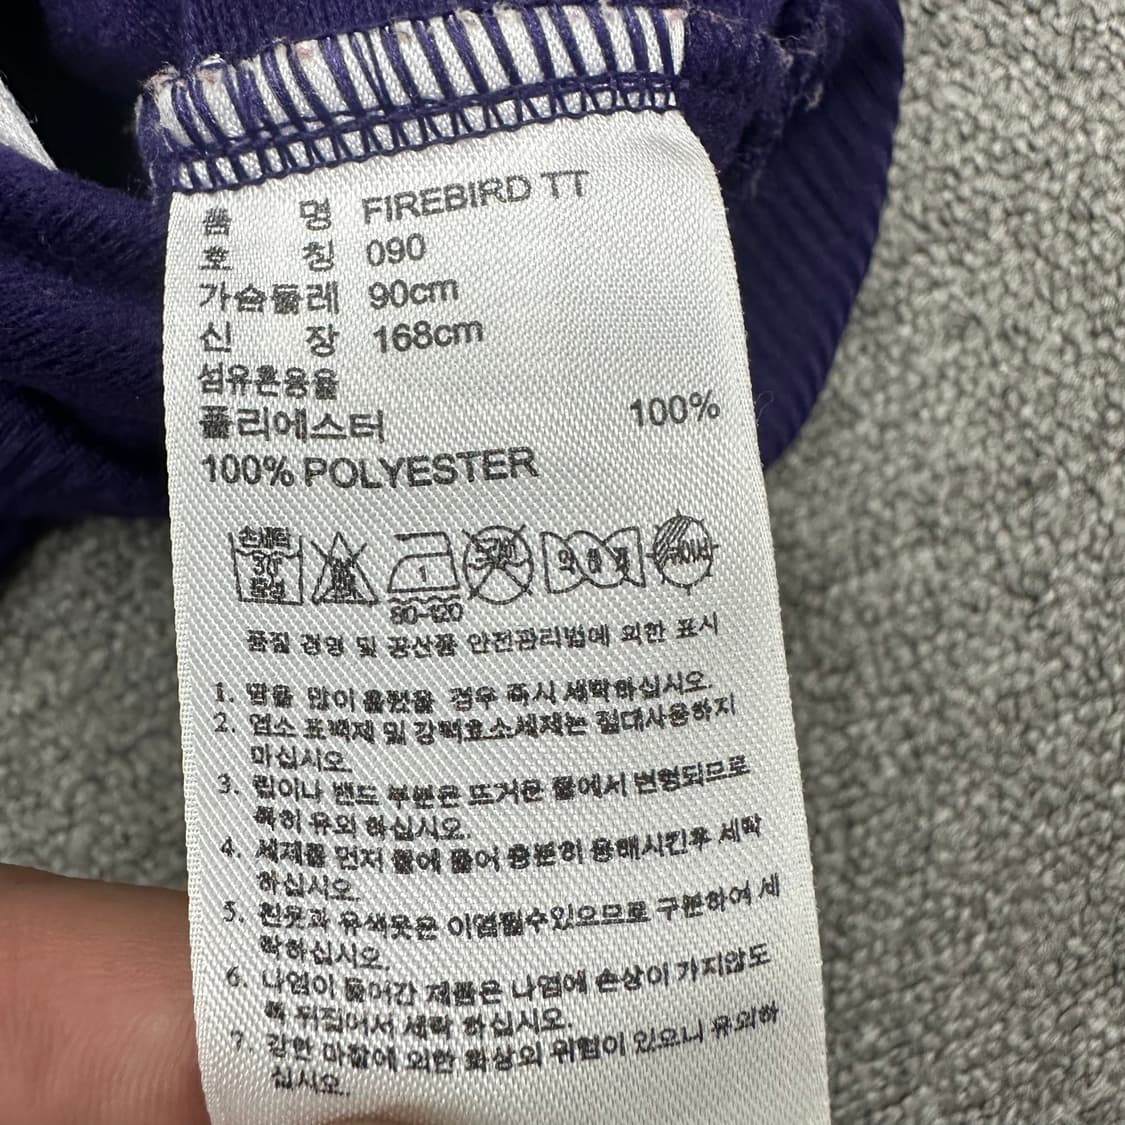 품 명 FIREBIRD TT
호 칭 090
가슴둘레 90cm
신 장 168cm
섬유혼용율
폴리에스터 100%
100% POLYESTER
손세탁
30°
중성
1
80-120
품질 경영 및 공산품 안전관리법에 의한 표시
1. 땀을 많이 흘렸을 경우 즉시 세탁하십시오.
2. 염소 표백제 및 강력효소세제는 절대사용하지
마십시오.
3. 립이나 밴드 부분은 뜨거운 물에서 변형되므로
특히 유의 하십시오.
4. 세제를 먼저 물에 풀어 충분히 용해시킨후 세탁
하십시오.
5. 흰옷과 유색옷은 이염될수있으므로 구분하여 세
탁하십시오.
6. 나염이 들어간 제품은 나염에 손상이 가지않도
록 뒤집어서 세탁 하십시오.
7. 강한 마찰에 의한 화상의 위험이 있으니 유의하
십시오.